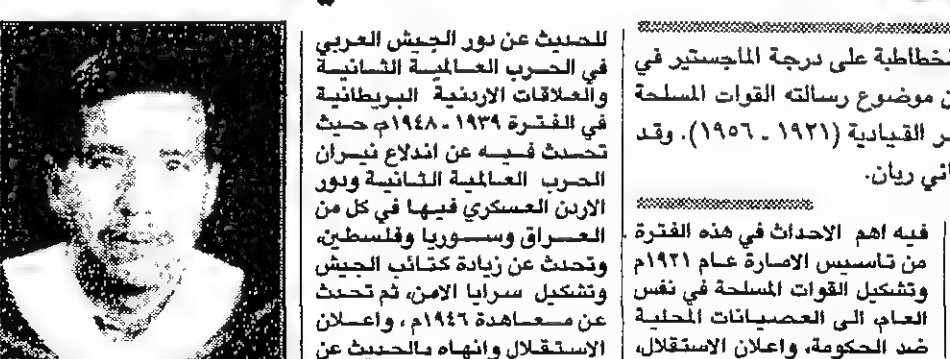 خطاطبة على درجة الماجستير في
موضوع رسالته القوات المسلحة
القيادية (١٩٢١ ـ ١٩٥٦). وقد
ريان.
فيه اهم الاحداث في هذه الفترة
من تاسيس الامارة عام ١٩٢١م
وتشكيل القوات المسلحة في نفس
العام، الى العصيانات المحلية
ضد الحكومة، واعلان الاستقلال،
للحديث عن دور الجيش العربي
في الحرب العالمية الثانية
والعلاقات الاردنية البريطانية
في الفترة ١٩٣٩ ـ ١٩٤٨م حيث
تحدث فيه عن اندلاع نيران
الحرب العالمية الثانية ودور
الاردن العسكري فيها في كل من
العراق وسوريا وفلسطين،
وتحدث عن زيادة كتائب الجيش
وتشكيل سرايا الامن، ثم تحدث
عن معاهدة ١٩٤٦م، واعلان
الاستقلال وانهاه بالحديث عن